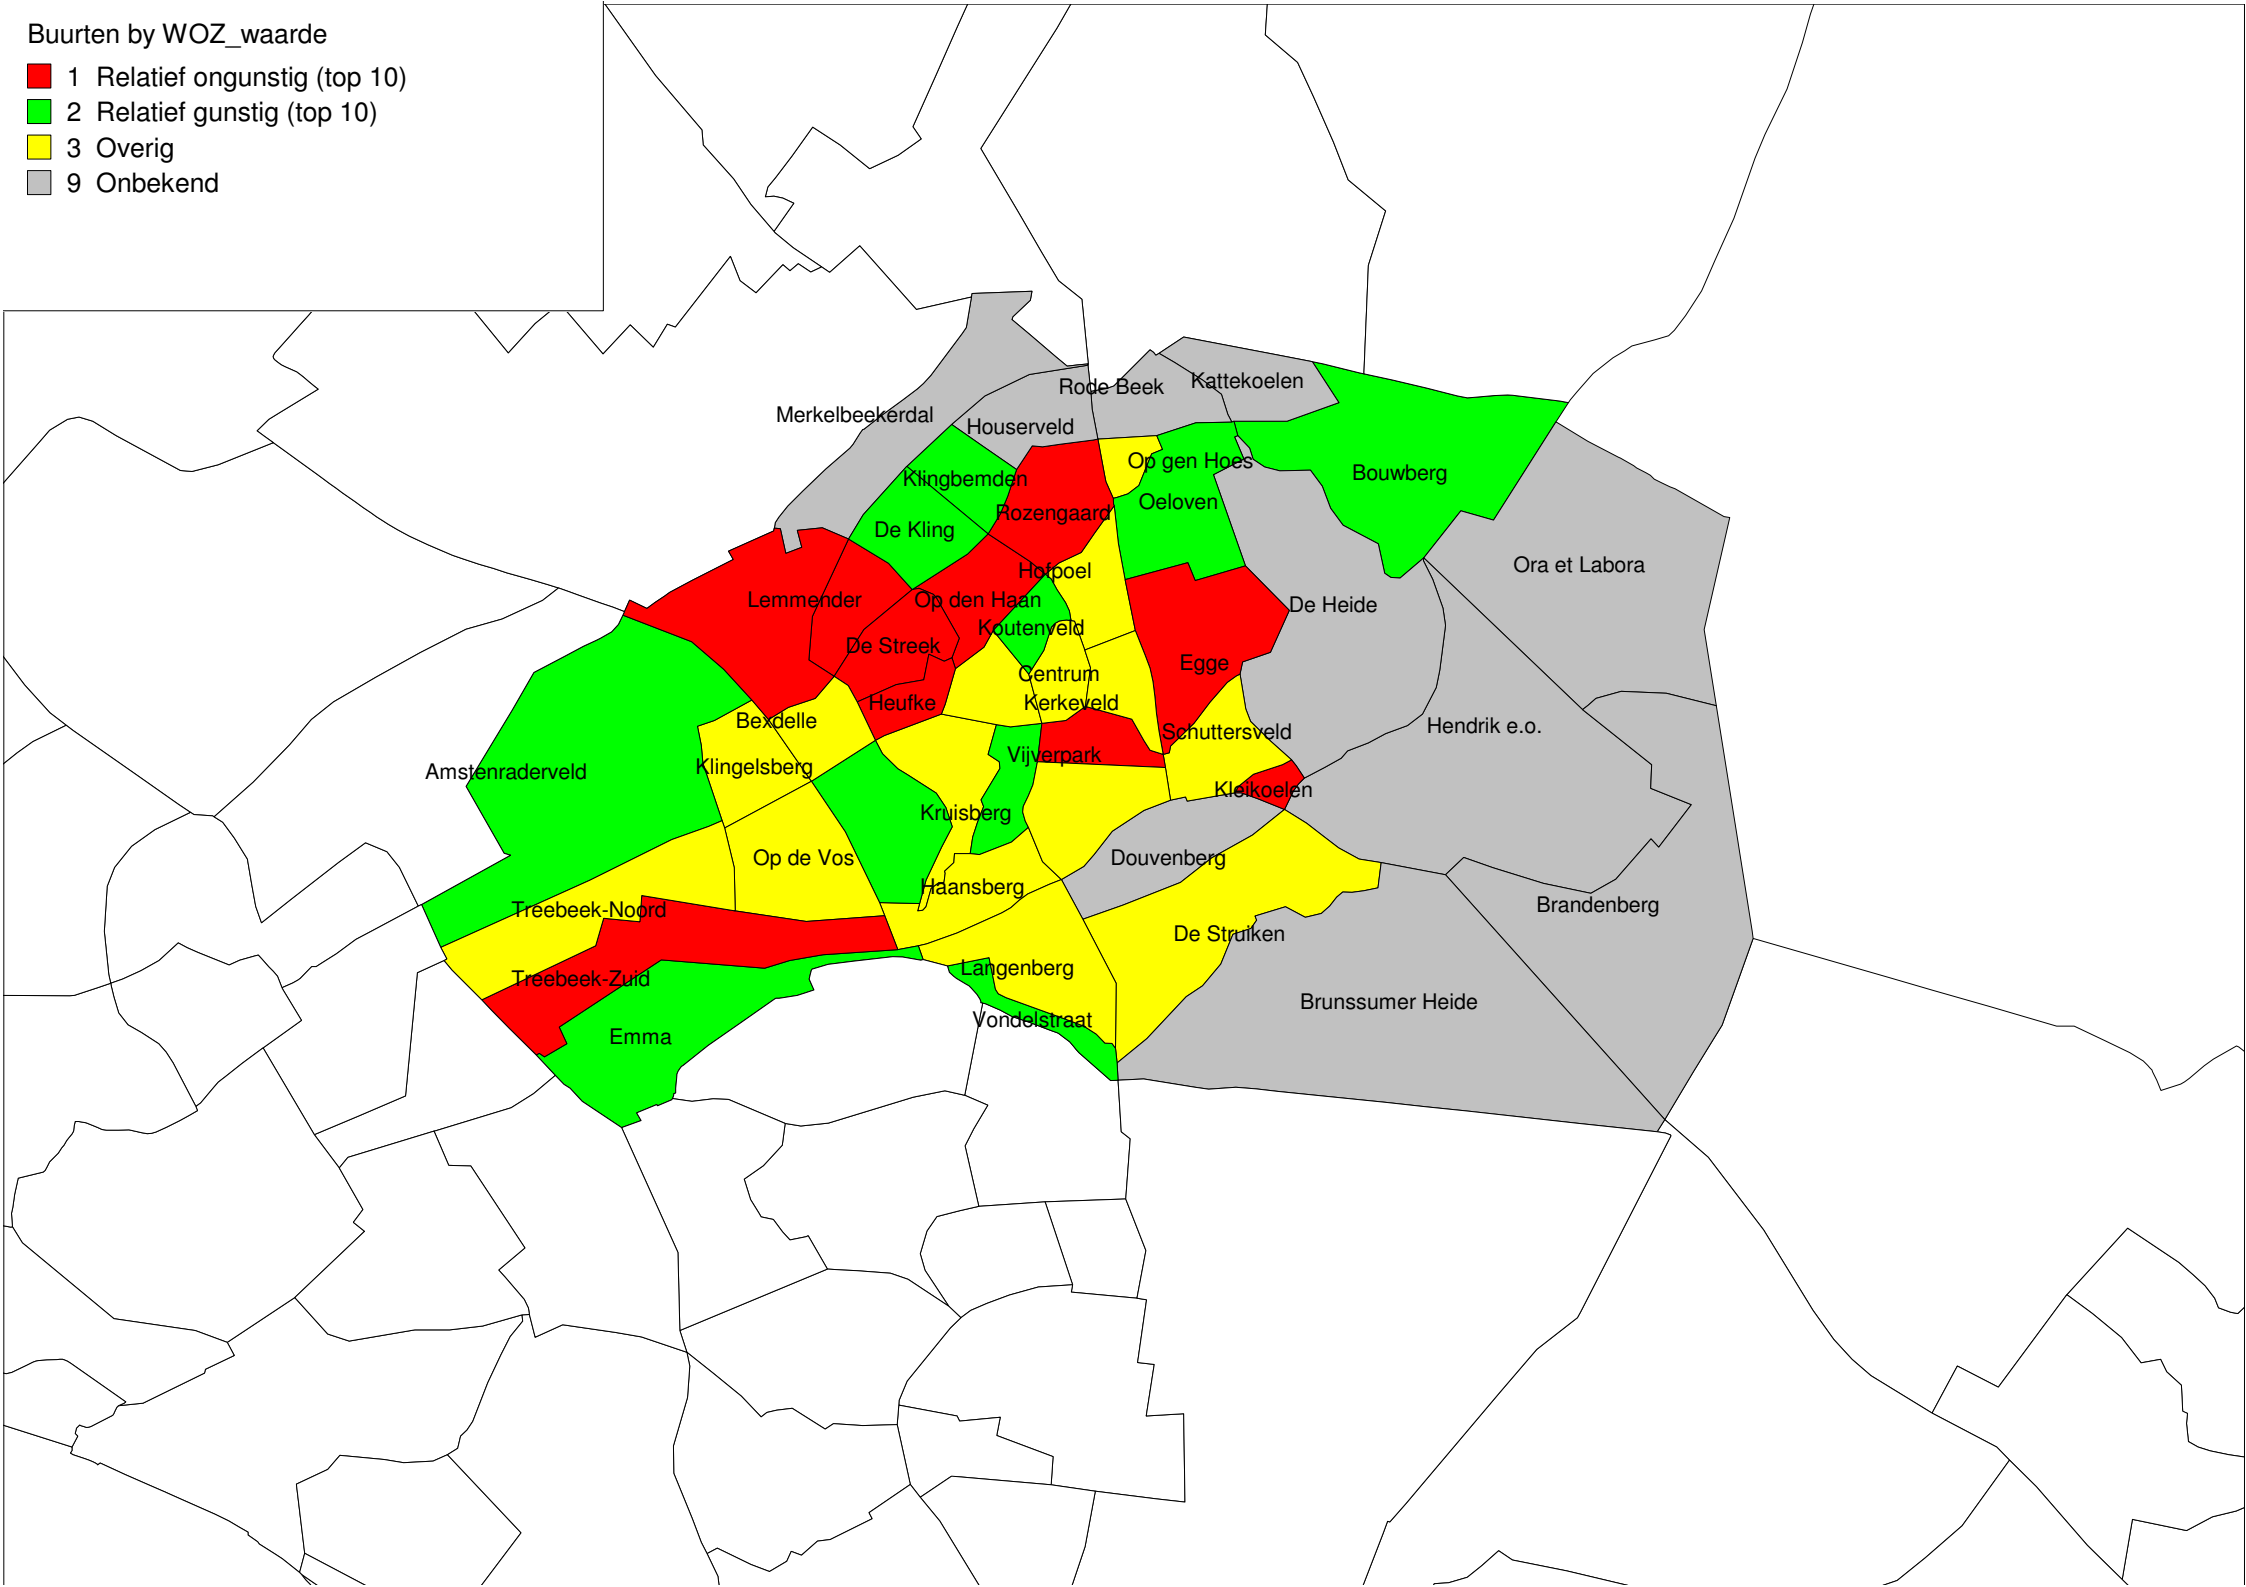 Buurten by WOZ_waarde
1 Relatief ongunstig (top 10)
2 Relatief gunstig (top 10)
3 Overig
9 Onbekend
Rode Beek
Kattekoelen
Merkelbeekerdal
Houserveld
Op gen Hoes
Bouwberg
Klingbemden
Oeloven
Rozengaard
De Kling
Ora et Labora
Hofpoel
Lemmender
Op den Haan
De Heide
Koutenveld
De Streek
Egge
Centrum
Heufke
Kerkeveld
Bexdelle
Schuttersveld
Hendrik e.o.
Vijverpark
Klingelsberg
Amstenraderveld
Kleikoelen
Kruisberg
Op de Vos
Douvenberg
Haansberg
Treebeek-Noord
Brandenberg
De Struiken
Langenberg
Treebeek-Zuid
Brunssumer Heide
Vondelstraat
Emma